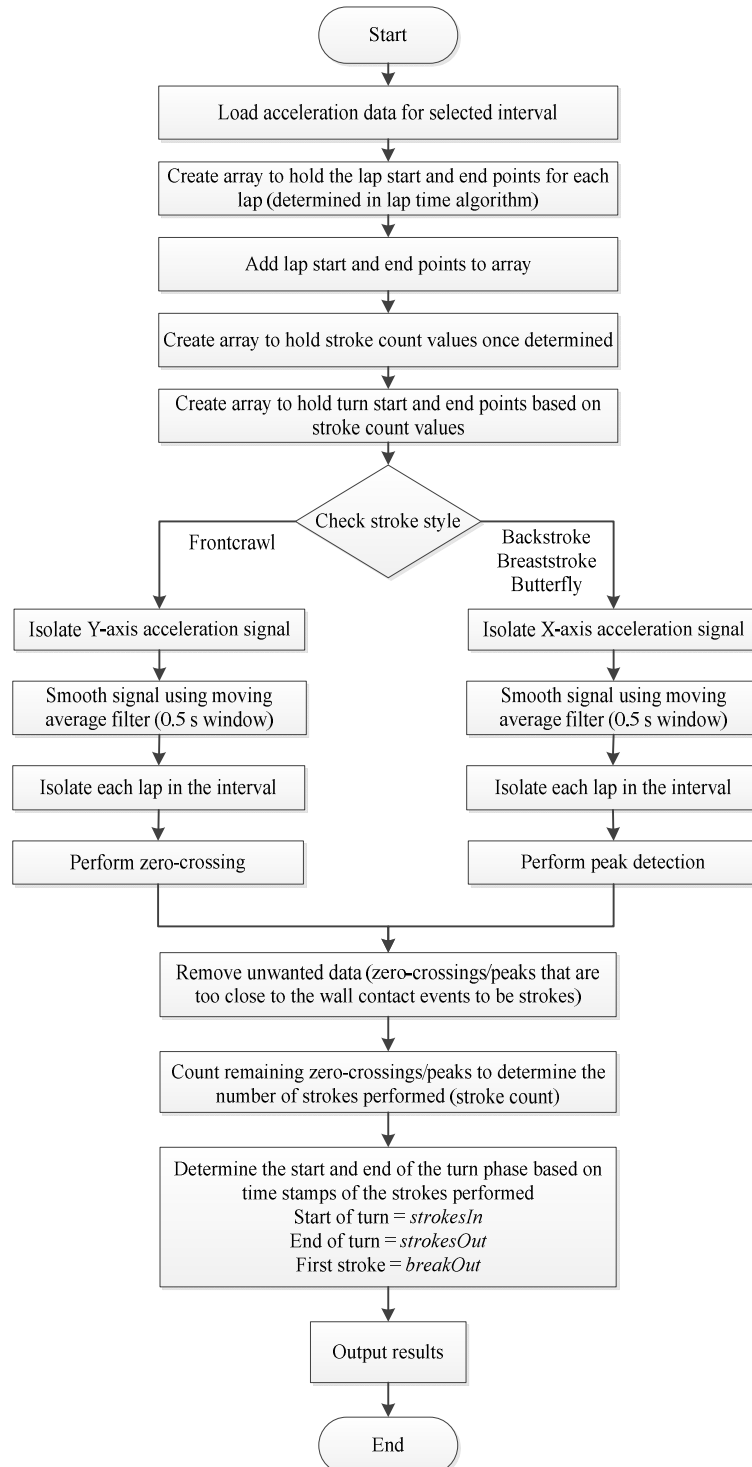 Start
Load acceleration data for selected interval
Create array to hold the lap start and end points for each
lap (determined in lap time algorithm)
Add lap start and end points to array
Create array to hold stroke count values once determined
Create array to hold turn start and end points based on
stroke count values
Check stroke style
Frontcrawl
Backstroke
Breaststroke
Butterfly
Isolate Y-axis acceleration signal
Smooth signal using moving
average filter (0.5 s window)
Isolate each lap in the interval
Perform zero-crossing
Isolate X-axis acceleration signal
Smooth signal using moving
average filter (0.5 s window)
Isolate each lap in the interval
Perform peak detection
Remove unwanted data (zero-crossings/peaks that are
too close to the wall contact events to be strokes)
Count remaining zero-crossings/peaks to determine the
number of strokes performed (stroke count)
Determine the start and end of the turn phase based on
time stamps of the strokes performed
Start of turn = strokesIn
End of turn = strokesOut
First stroke = breakOut
Output results
End